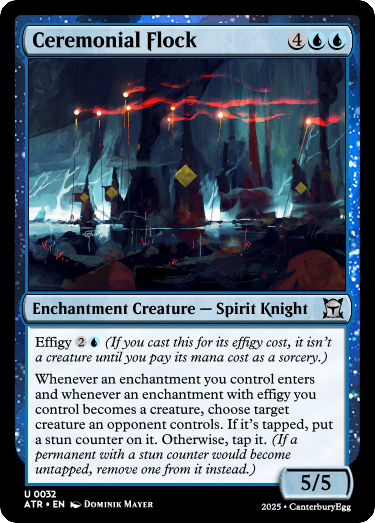 Ceremonial Flock 4
Enchantment Creature — Spirit Knight
Effigy 2 (If you cast this for its effigy cost, it isn't
a creature until you pay its mana cost as a sorcery.)
Whenever an enchantment you control enters
and whenever an enchantment with effigy you
control becomes a creature, choose target
creature an opponent controls. If it's tapped, put
a stun counter on it. Otherwise, tap it. (If a
permanent with a stun counter would become
untapped, remove one from it instead.)
5/5
U 0032
ATR • EN Dominik Mayer
2025 • CanterburyEgg